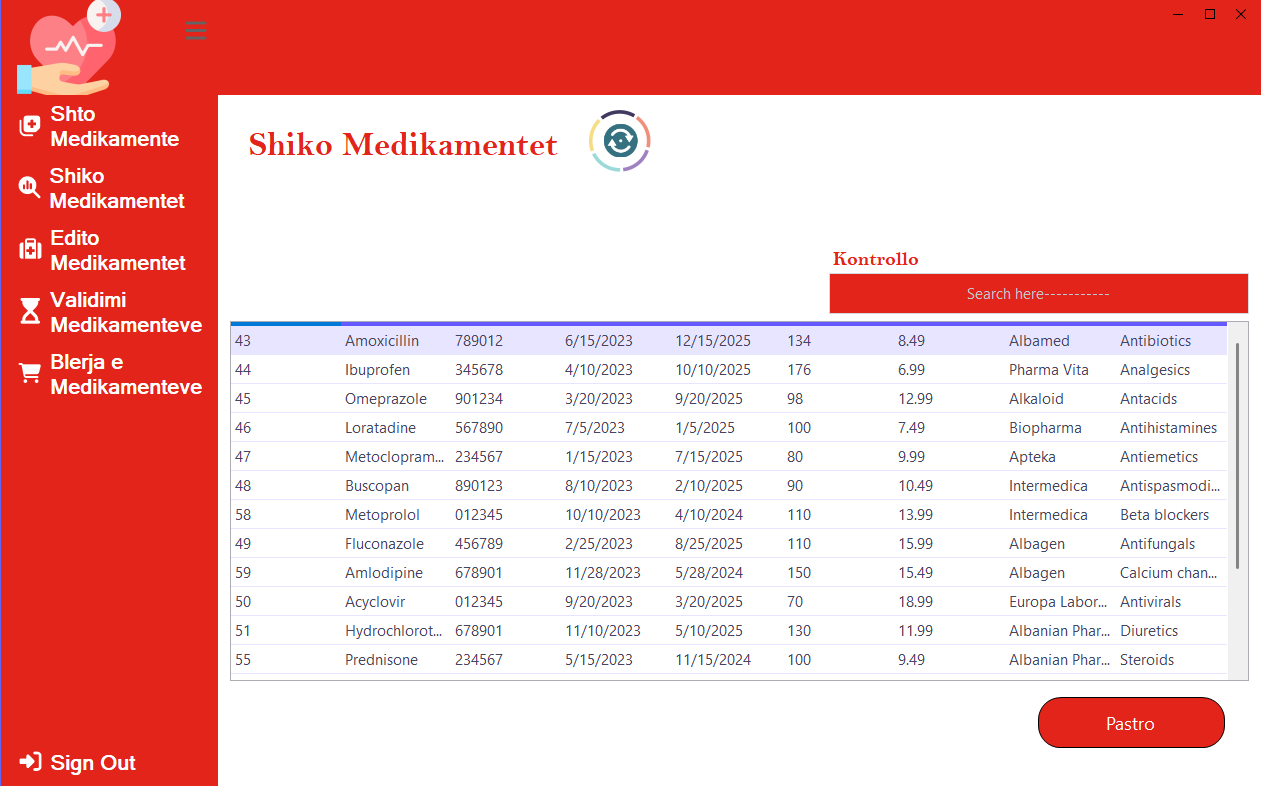 Shto
Medikamente
Shiko
Medikamentet
Edito
Medikamentet
Validimi
Medikamenteve
Blerja e
Medikamenteve
Sign Out
Shiko Medikamentet
Kontrollo
Search here-----------
43 Amoxicillin 789012 6/15/2023 12/15/2025 134 8.49 Albamed Antibiotics
44 Ibuprofen 345678 4/10/2023 10/10/2025 176 6.99 Pharma Vita Analgesics
45 Omeprazole 901234 3/20/2023 9/20/2025 98 12.99 Alkaloid Antacids
46 Loratadine 567890 7/5/2023 1/5/2025 100 7.49 Biopharma Antihistamines
47 Metoclopram... 234567 1/15/2023 7/15/2025 80 9.99 Apteka Antiemetics
48 Buscopan 890123 8/10/2023 2/10/2025 90 10.49 Intermedica Antispasmodi...
58 Metoprolol 012345 10/10/2023 4/10/2024 110 13.99 Intermedica Beta blockers
49 Fluconazole 456789 2/25/2023 8/25/2025 110 15.99 Albagen Antifungals
59 Amlodipine 678901 11/28/2023 5/28/2024 150 15.49 Albagen Calcium chan...
50 Acyclovir 012345 9/20/2023 3/20/2025 70 18.99 Europa Labor... Antivirals
51 Hydrochlorot... 678901 11/10/2023 5/10/2025 130 11.99 Albanian Phar... Diuretics
55 Prednisone 234567 5/15/2023 11/15/2024 100 9.49 Albanian Phar... Steroids
Pastro